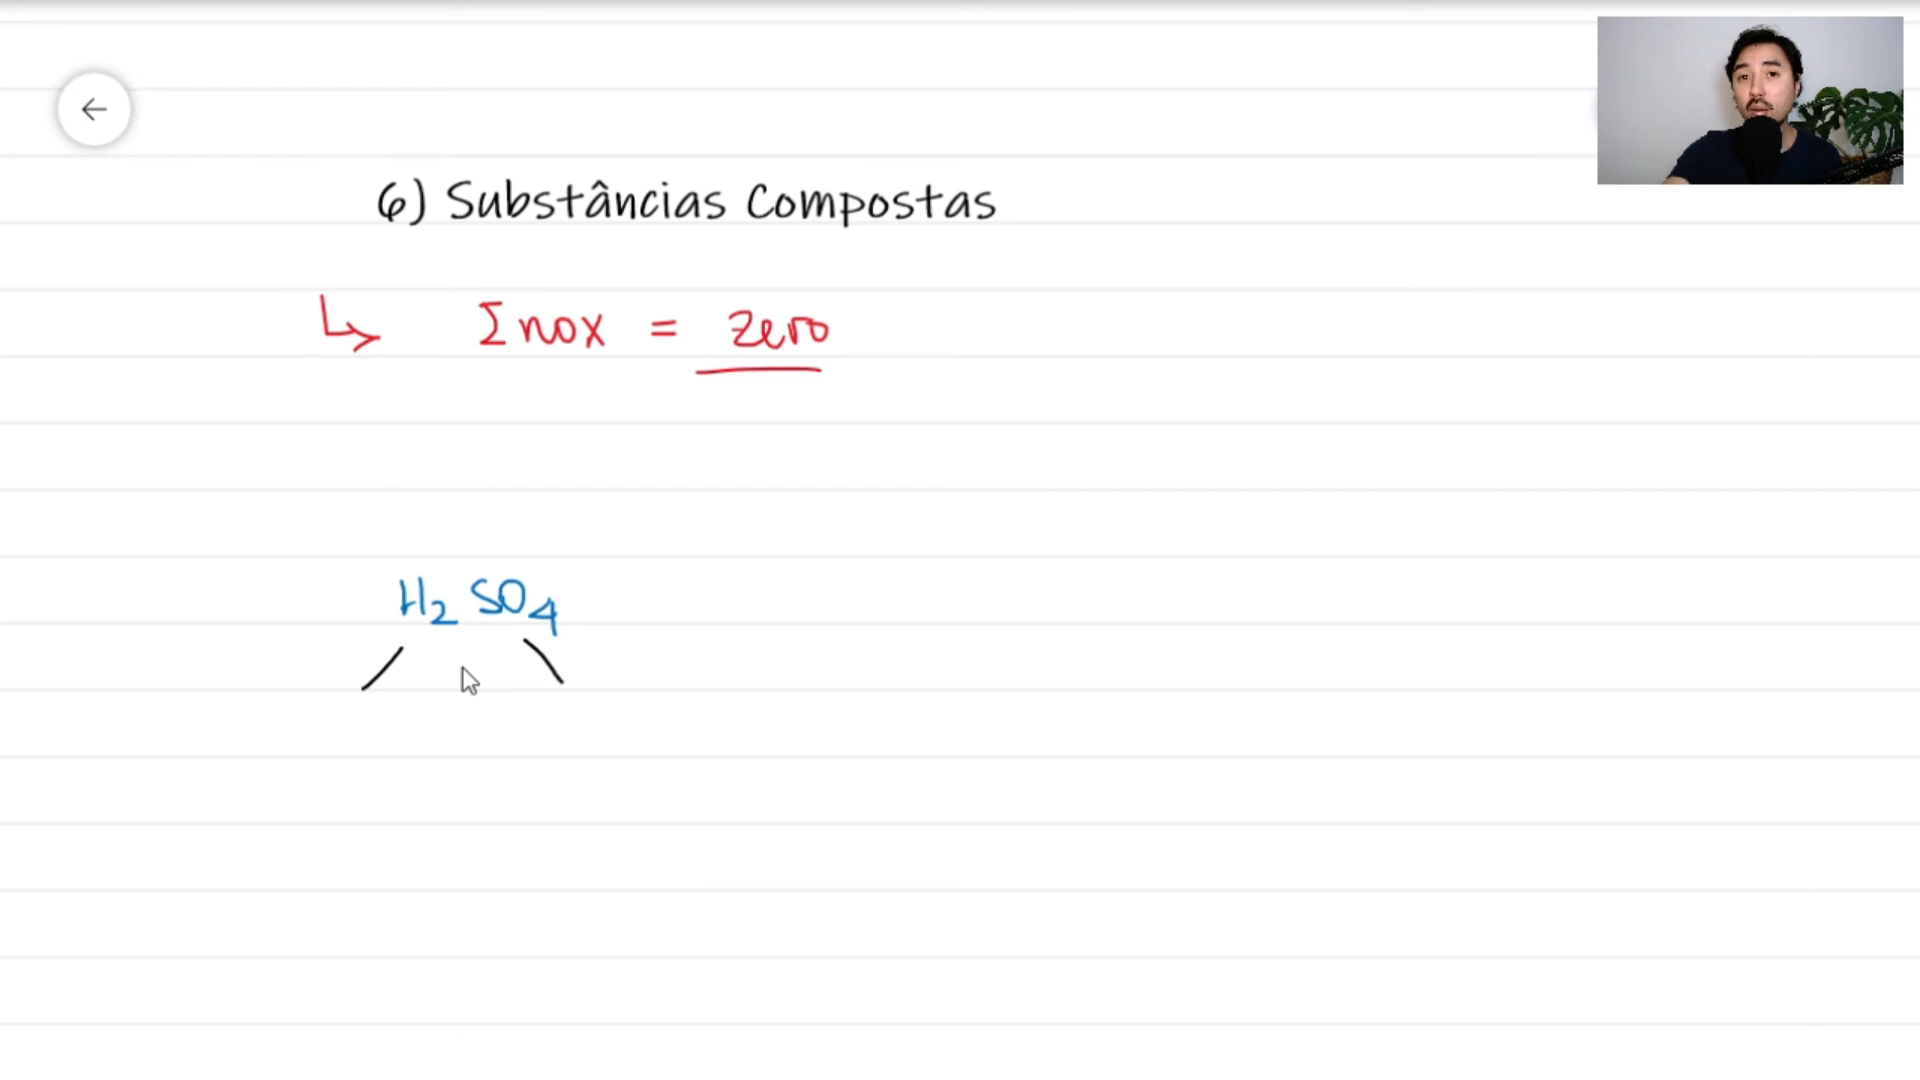 6) Substâncias Compostas
↳ Σnox = zero
H₂SO₄